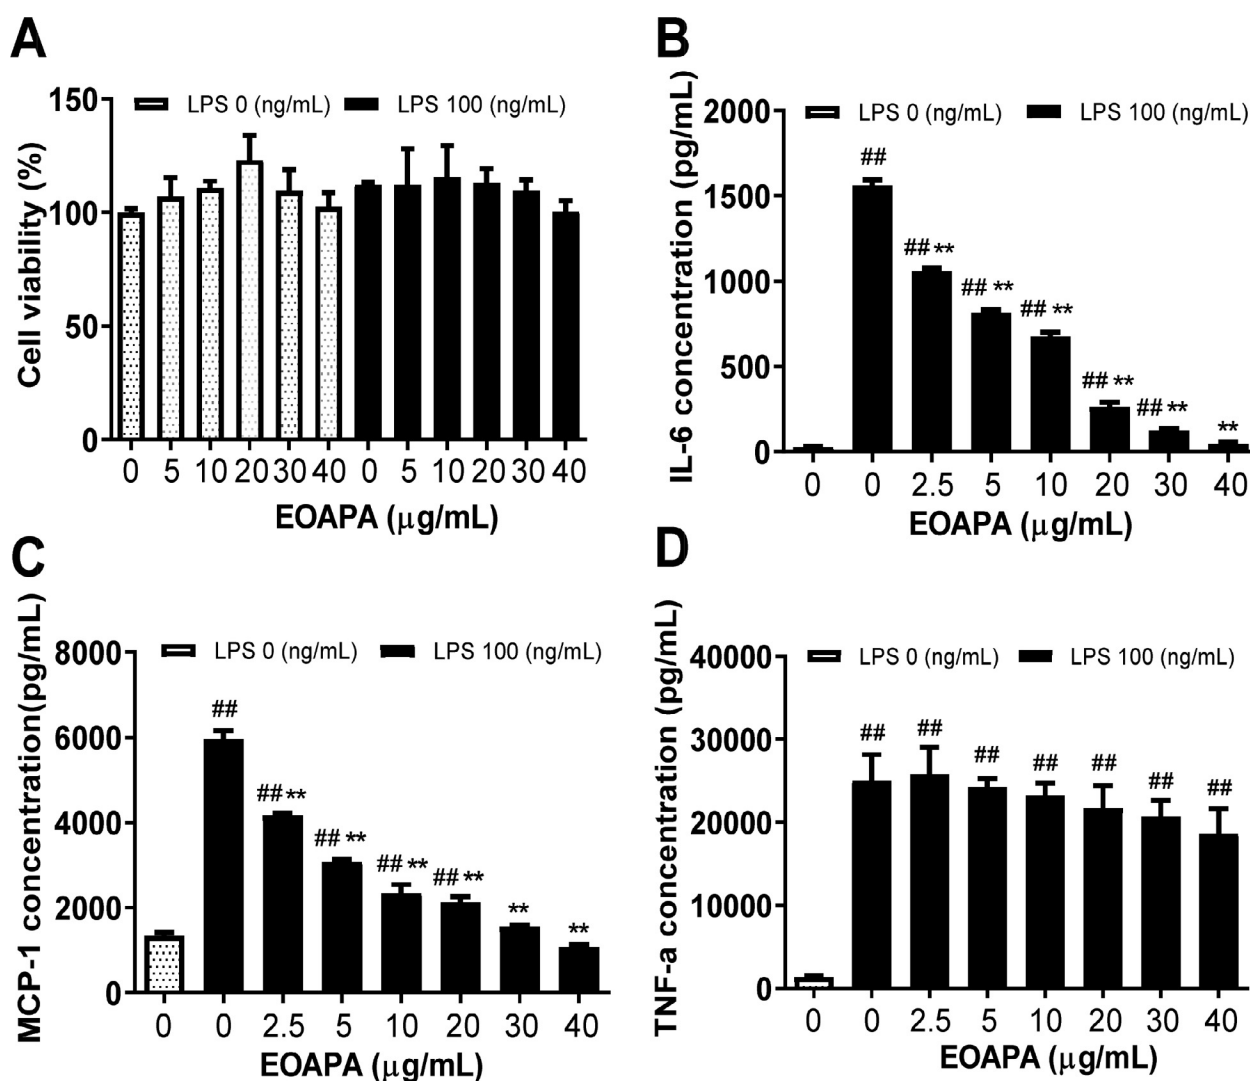 A
LPS 0 (ng/mL) LPS 100 (ng/mL)
Cell viability (%)
150
100
50
0
0 5 10 20 30 40 0 5 10 20 30 40
EOAPA (μg/mL)
B
LPS 0 (ng/mL) LPS 100 (ng/mL)
IL-6 concentration (pg/mL)
2000
1500
1000
500
0
##
## **
## **
## **
## **
## **
**
0 0 2.5 5 10 20 30 40
EOAPA (μg/mL)
C
LPS 0 (ng/mL) LPS 100 (ng/mL)
MCP-1 concentration(pg/mL)
8000
6000
4000
2000
0
##
## **
## **
## **
## **
**
**
0 0 2.5 5 10 20 30 40
EOAPA (μg/mL)
D
LPS 0 (ng/mL) LPS 100 (ng/mL)
TNF-a concentration (pg/mL)
40000
30000
20000
10000
0
## ## ## ## ## ## ##
0 0 2.5 5 10 20 30 40
EOAPA (μg/mL)